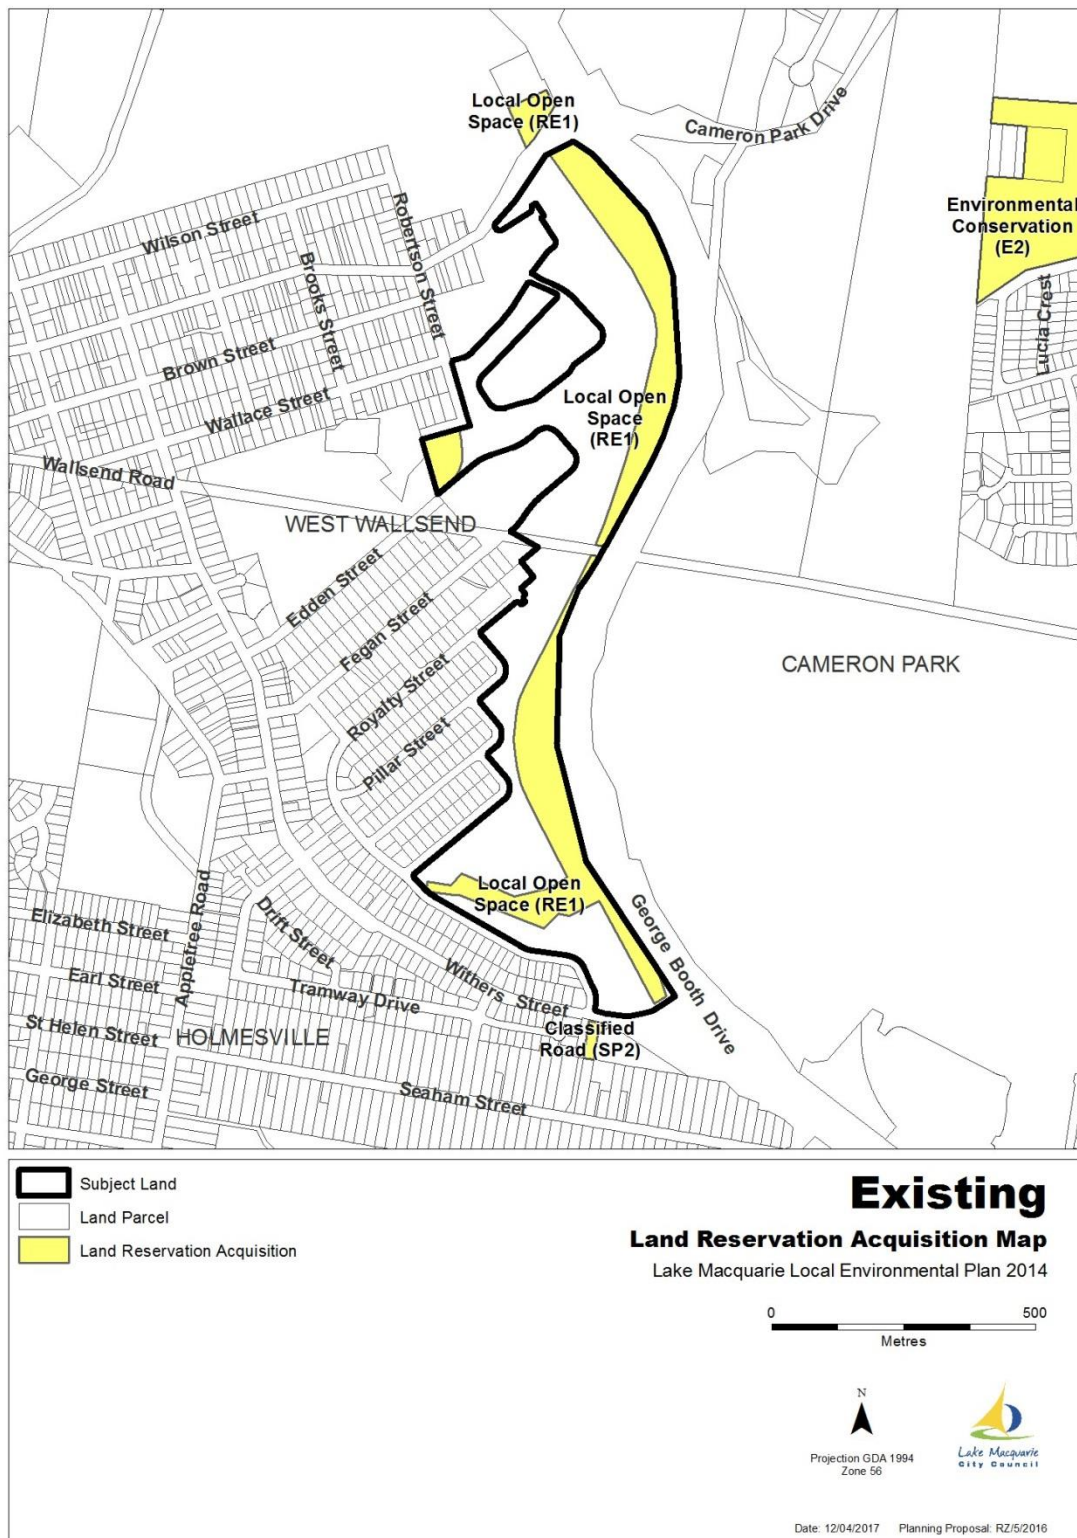 Local Open
Space (RE1)
Cameron Park Drive
Environmental
Conservation
(E2)
Wilson Street
Robertson Street
Brooks Street
Lucia Crest
Brown Street
Wallace Street
Local Open
Space
(RE1)
Wallsend Road
WEST WALLSEND
Edden Street
Fegan Street
CAMERON PARK
Royalty Street
Pillar Street
Local Open
Space (RE1)
Elizabeth Street
Appletree Road
Drift Street
George Booth Drive
Earl Street
Tramway Drive
Withers Street
St Helen Street
HOLMESVILLE
Classified
Road (SP2)
George Street
Seaham Street
Subject Land
Land Parcel
Land Reservation Acquisition
Existing
Land Reservation Acquisition Map
Lake Macquarie Local Environmental Plan 2014
0 500
Metres
N
Projection GDA 1994
Zone 56
Lake Macquarie
City Council
Date: 12/04/2017 Planning Proposal: RZ/5/2016